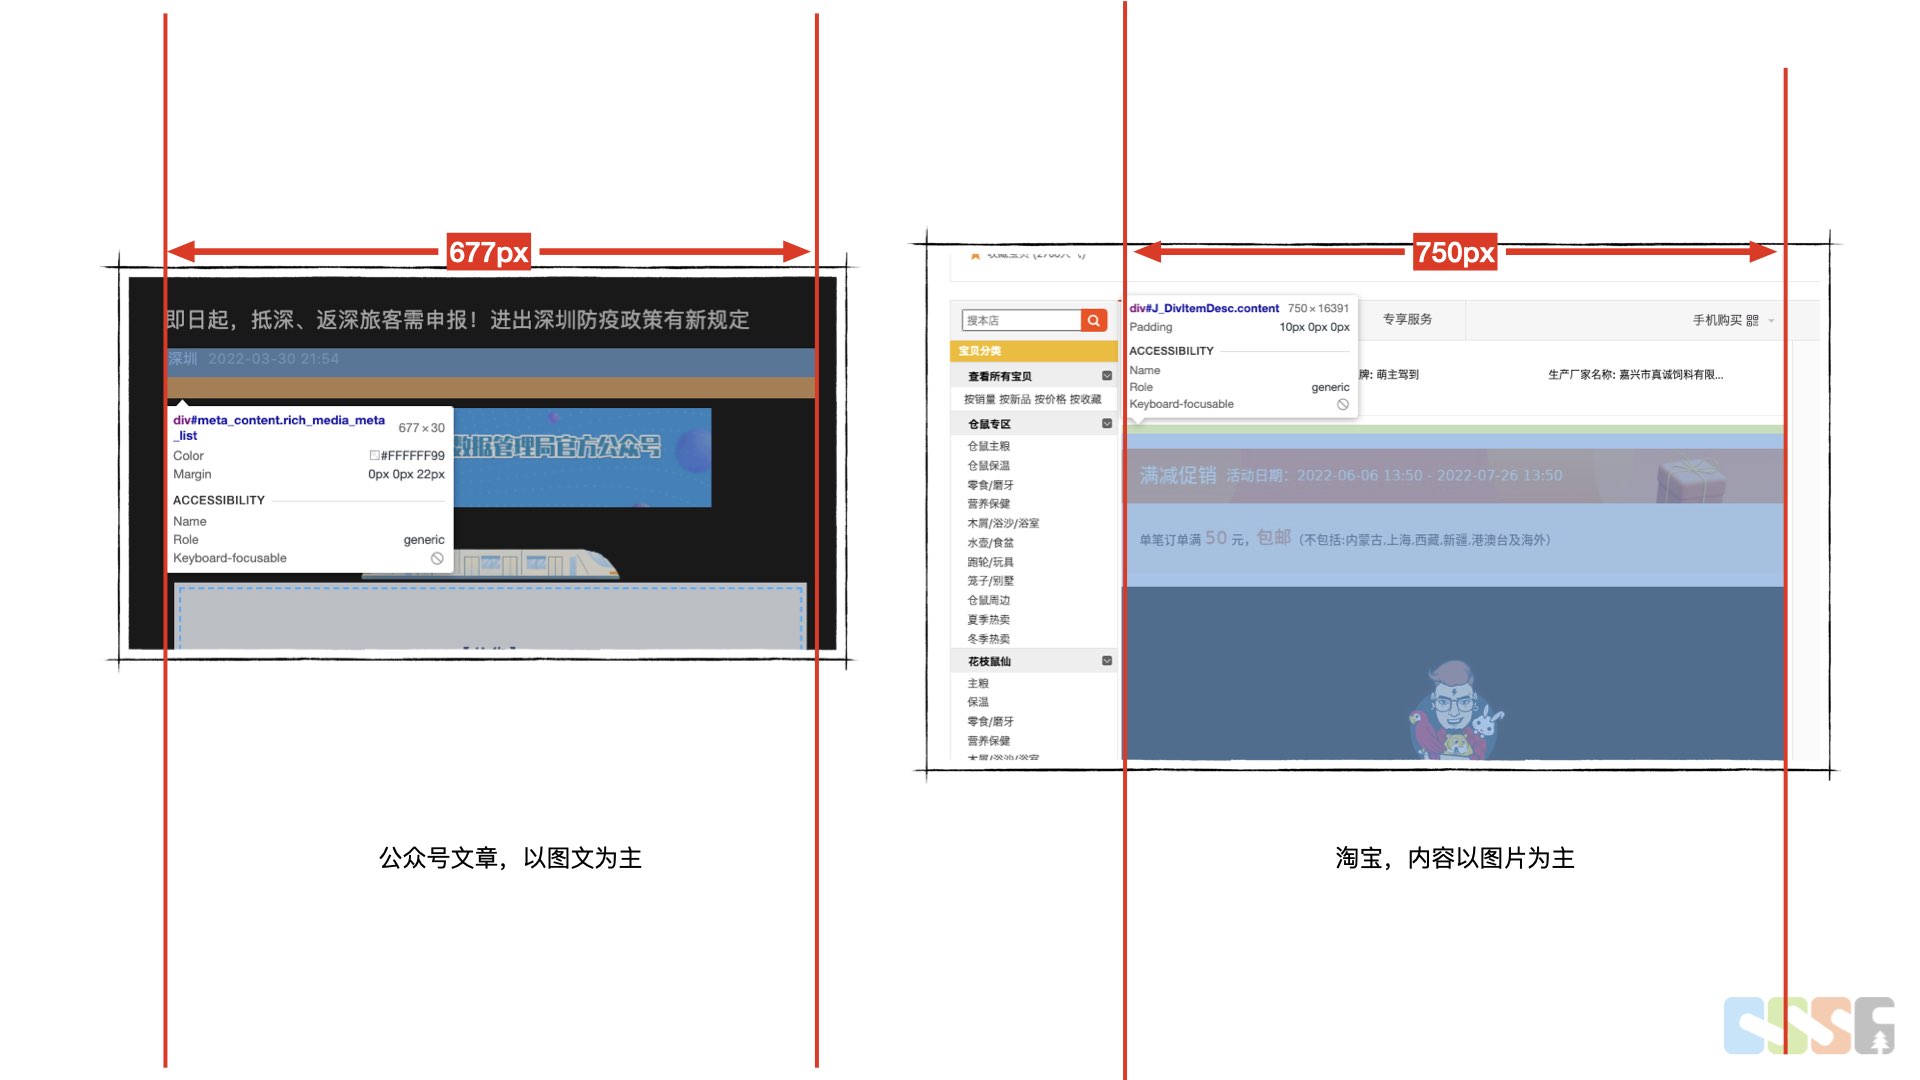 677px
即日起，抵深、返深旅客需申报！进出深圳防疫政策有新规定
深圳 2022-03-30 21:54
div#meta_content.rich_media_meta_list 677×30
Color #FFFFFF99
Margin 0px 0px 22px
ACCESSIBILITY
Name
Role generic
Keyboard-focusable
数据管理局官方公众号
公众号文章，以图文为主
750px
搜本店
宝贝分类
查看所有宝贝
按销量 按新品 按价格 按收藏
仓鼠专区
仓鼠主粮
仓鼠保温
零食/磨牙
营养保健
木屑/浴沙/浴室
水壶/食盆
跑轮/玩具
笼子/别墅
仓鼠周边
夏季热卖
冬季热卖
花枝鼠仙
主粮
保温
零食/磨牙
营养保健
木屑/浴沙/浴室
div#J_DivItemDesc.content 750×16391
Padding 10px 0px 0px
ACCESSIBILITY
Name
Role generic
Keyboard-focusable
专享服务
手机购买
牌: 萌主驾到
生产厂家名称: 嘉兴市真诚饲料有限...
满减促销 活动日期：2022-06-06 13:50 - 2022-07-26 13:50
单笔订单满 50 元，包邮（不包括:内蒙古,上海,西藏,新疆,港澳台及海外）
淘宝，内容以图片为主